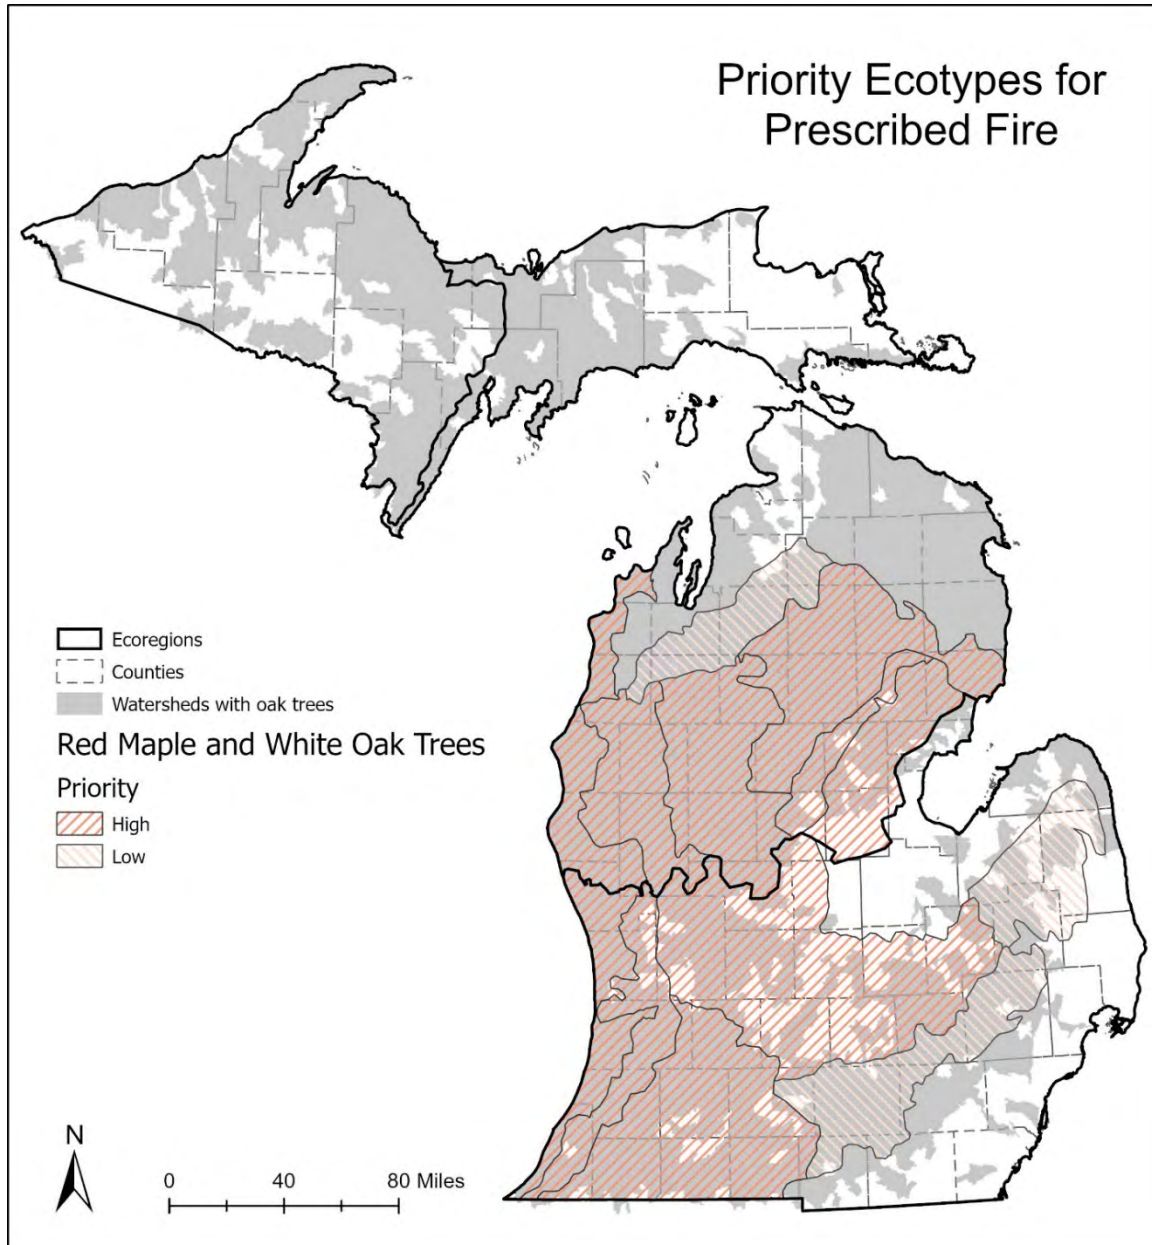 Priority Ecotypes for
Prescribed Fire
Ecoregions
Counties
Watersheds with oak trees
Red Maple and White Oak Trees
Priority
High
Low
N
0 40 80 Miles